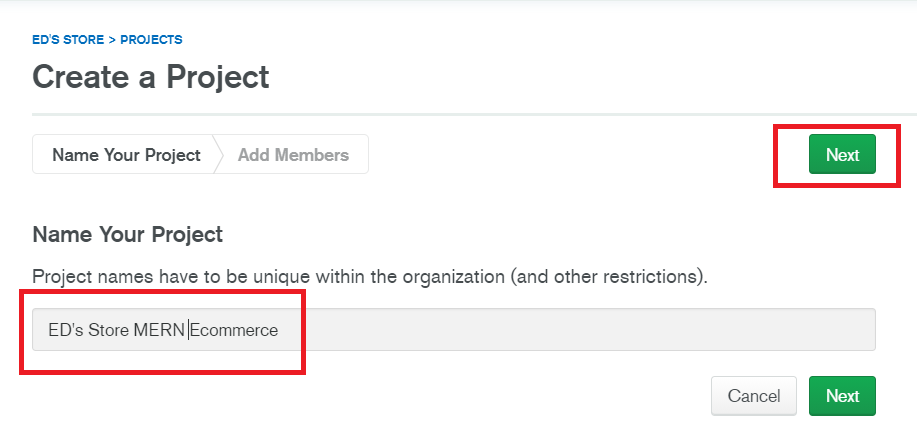 ED'S STORE > PROJECTS
Create a Project
Name Your Project Add Members Next
Name Your Project
Project names have to be unique within the organization (and other restrictions).
ED's Store MERN Ecommerce
Cancel Next